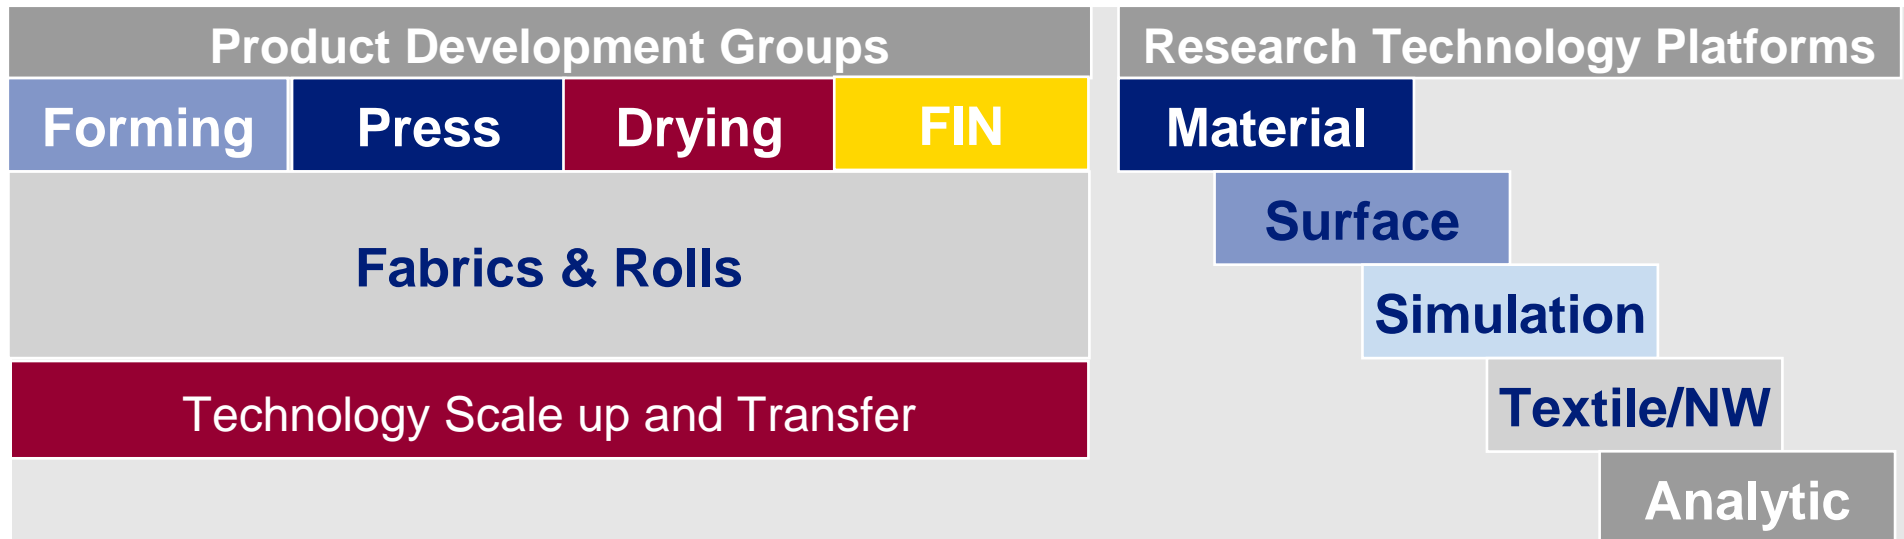 Product Development Groups
Forming
Press
Drying
FIN
Fabrics & Rolls
Technology Scale up and Transfer
Research Technology Platforms
Material
Surface
Simulation
Textile/NW
Analytic